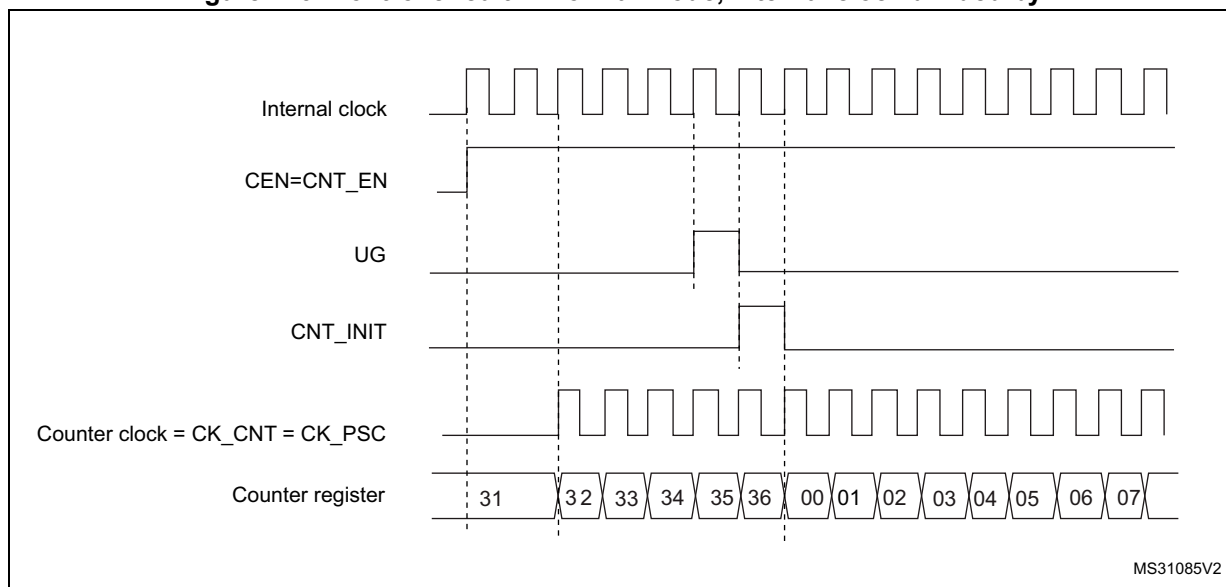 Internal clock
CEN=CNT_EN
UG
CNT_INIT
Counter clock = CK_CNT = CK_PSC
Counter register
31 32 33 34 35 36 00 01 02 03 04 05 06 07
MS31085V2